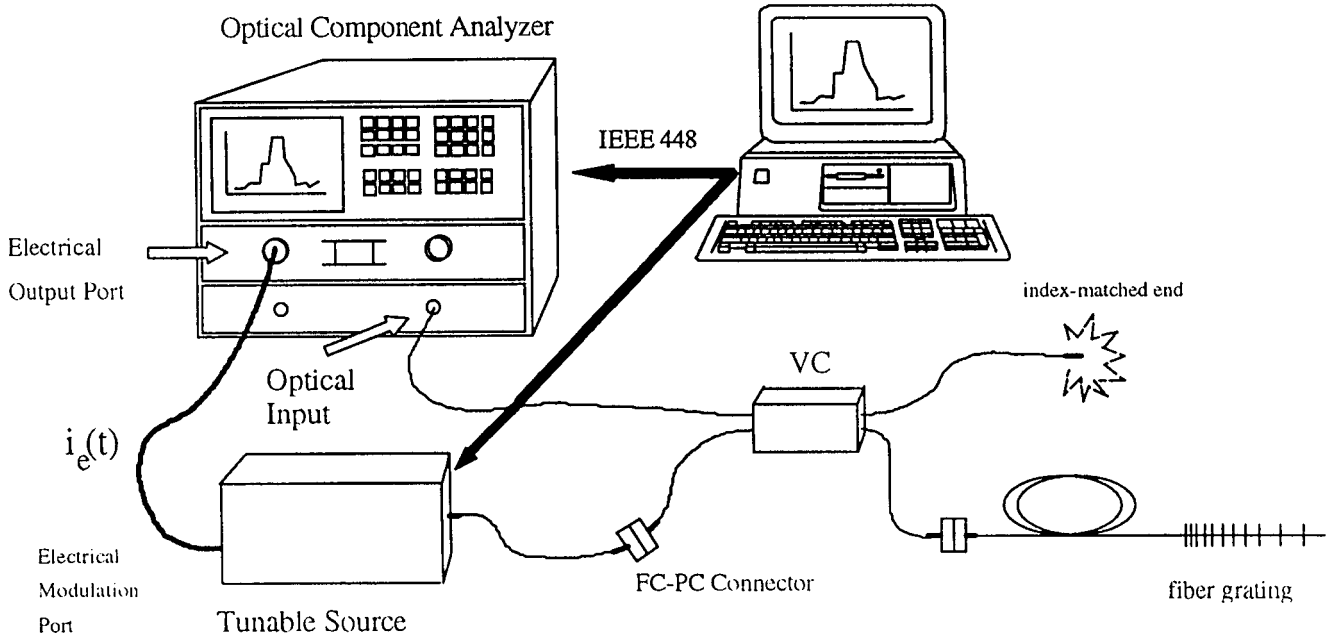 Optical Component Analyzer
IEEE 448
Electrical
Output Port
index-matched end
VC
Optical
Input
i_e(t)
Electrical
Modulation
Port
FC-PC Connector
fiber grating
Tunable Source